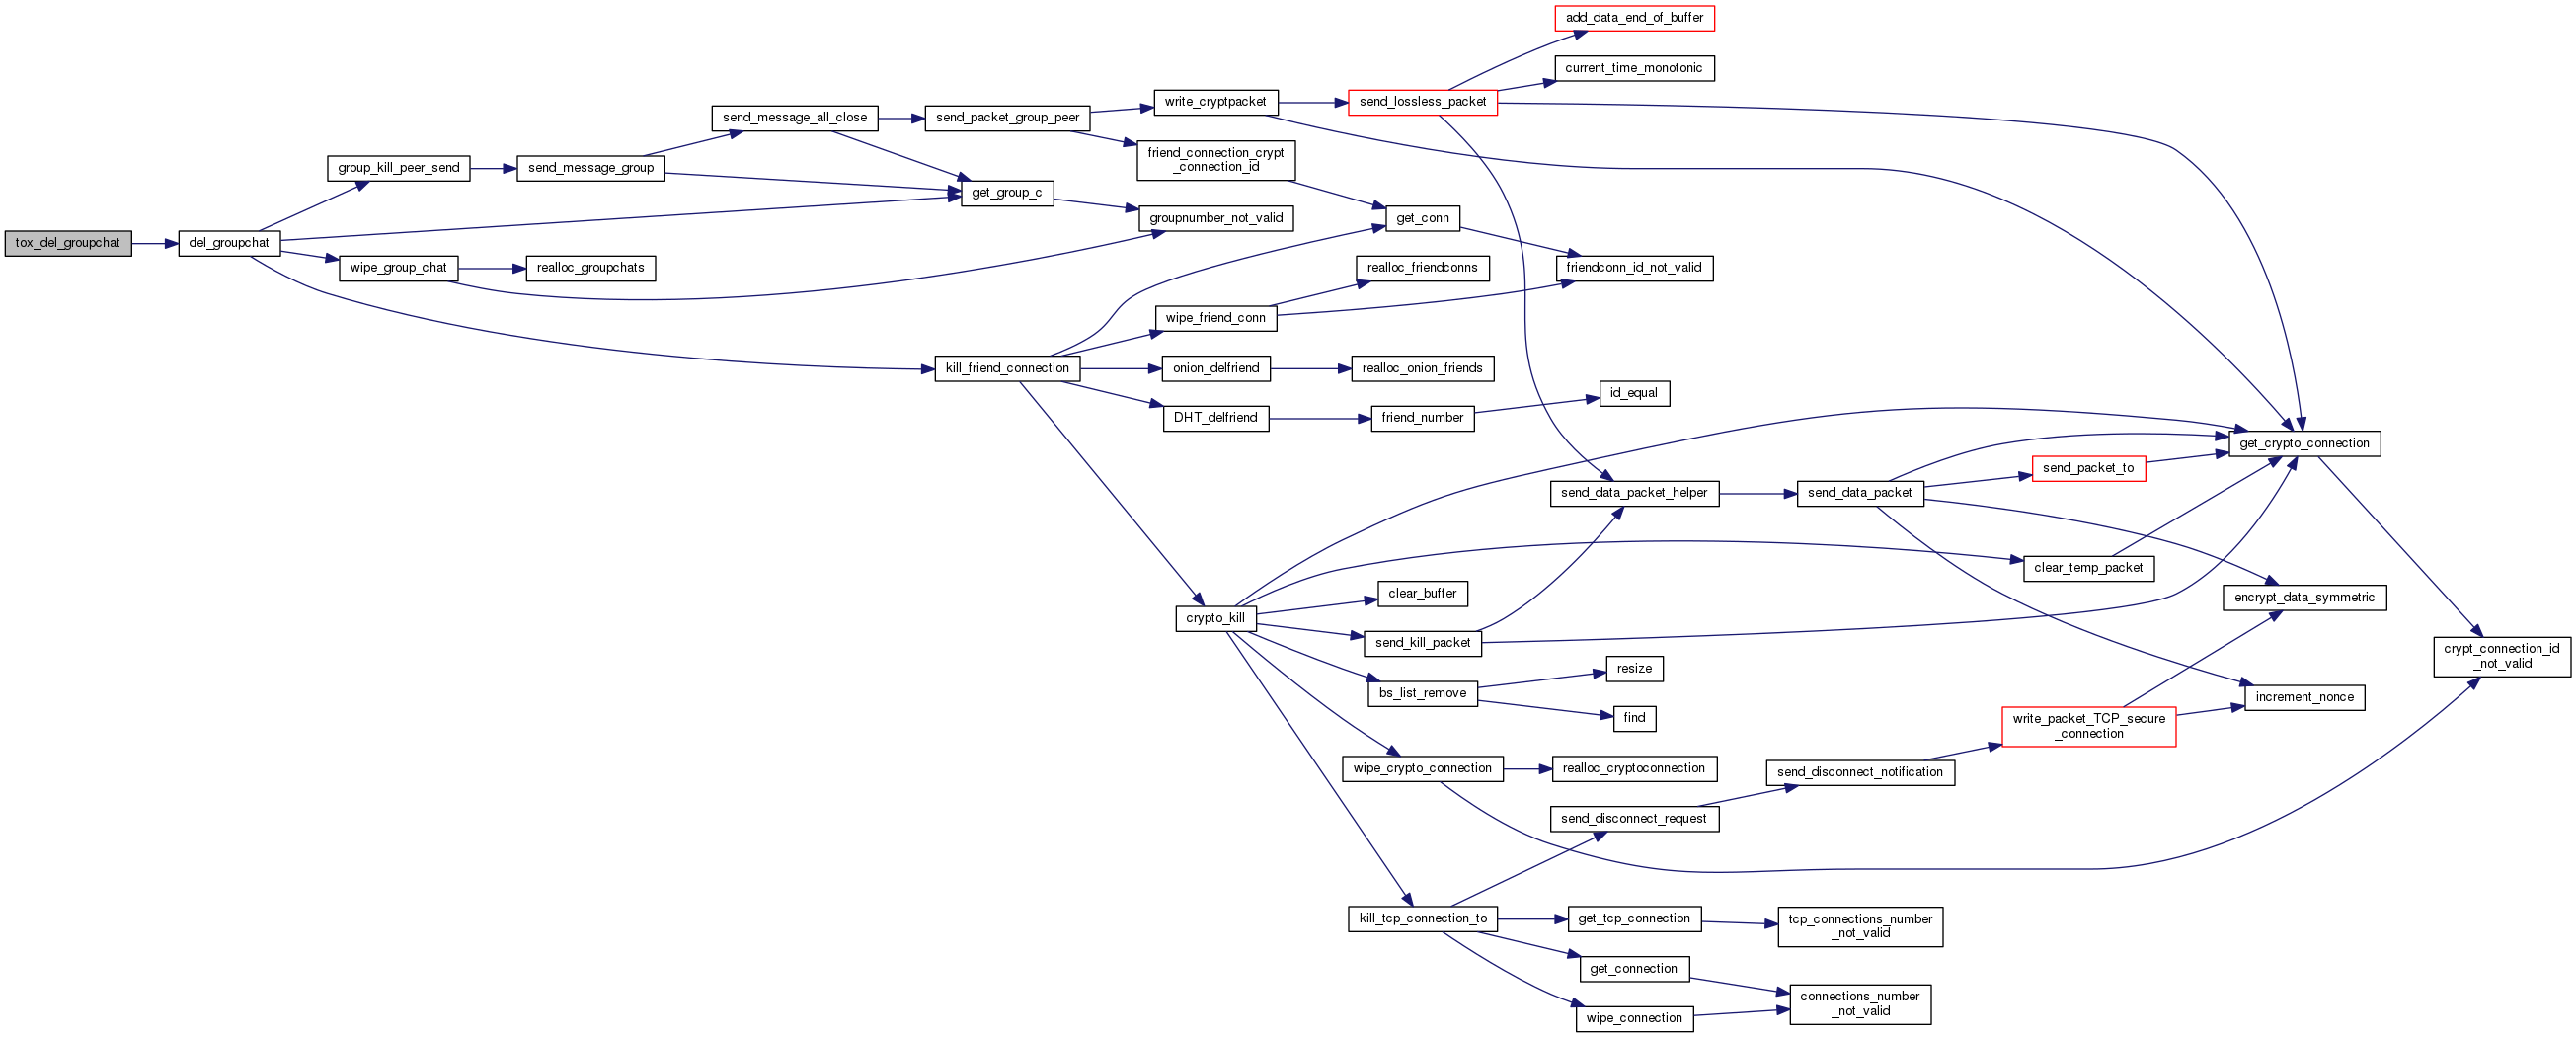 add_data_end_of_buffer
current_time_monotonic
write_cryptpacket
send_lossless_packet
send_message_all_close
send_packet_group_peer
friend_connection_crypt
_connection_id
group_kill_peer_send
send_message_group
get_group_c
groupnumber_not_valid
get_conn
tox_del_groupchat
del_groupchat
wipe_group_chat
realloc_groupchats
realloc_friendconns
friendconn_id_not_valid
wipe_friend_conn
kill_friend_connection
onion_delfriend
realloc_onion_friends
DHT_delfriend
friend_number
id_equal
get_crypto_connection
send_packet_to
send_data_packet_helper
send_data_packet
clear_temp_packet
encrypt_data_symmetric
clear_buffer
crypto_kill
send_kill_packet
crypt_connection_id
_not_valid
resize
bs_list_remove
find
increment_nonce
write_packet_TCP_secure
_connection
wipe_crypto_connection
realloc_cryptoconnection
send_disconnect_notification
send_disconnect_request
kill_tcp_connection_to
get_tcp_connection
tcp_connections_number
_not_valid
get_connection
connections_number
_not_valid
wipe_connection